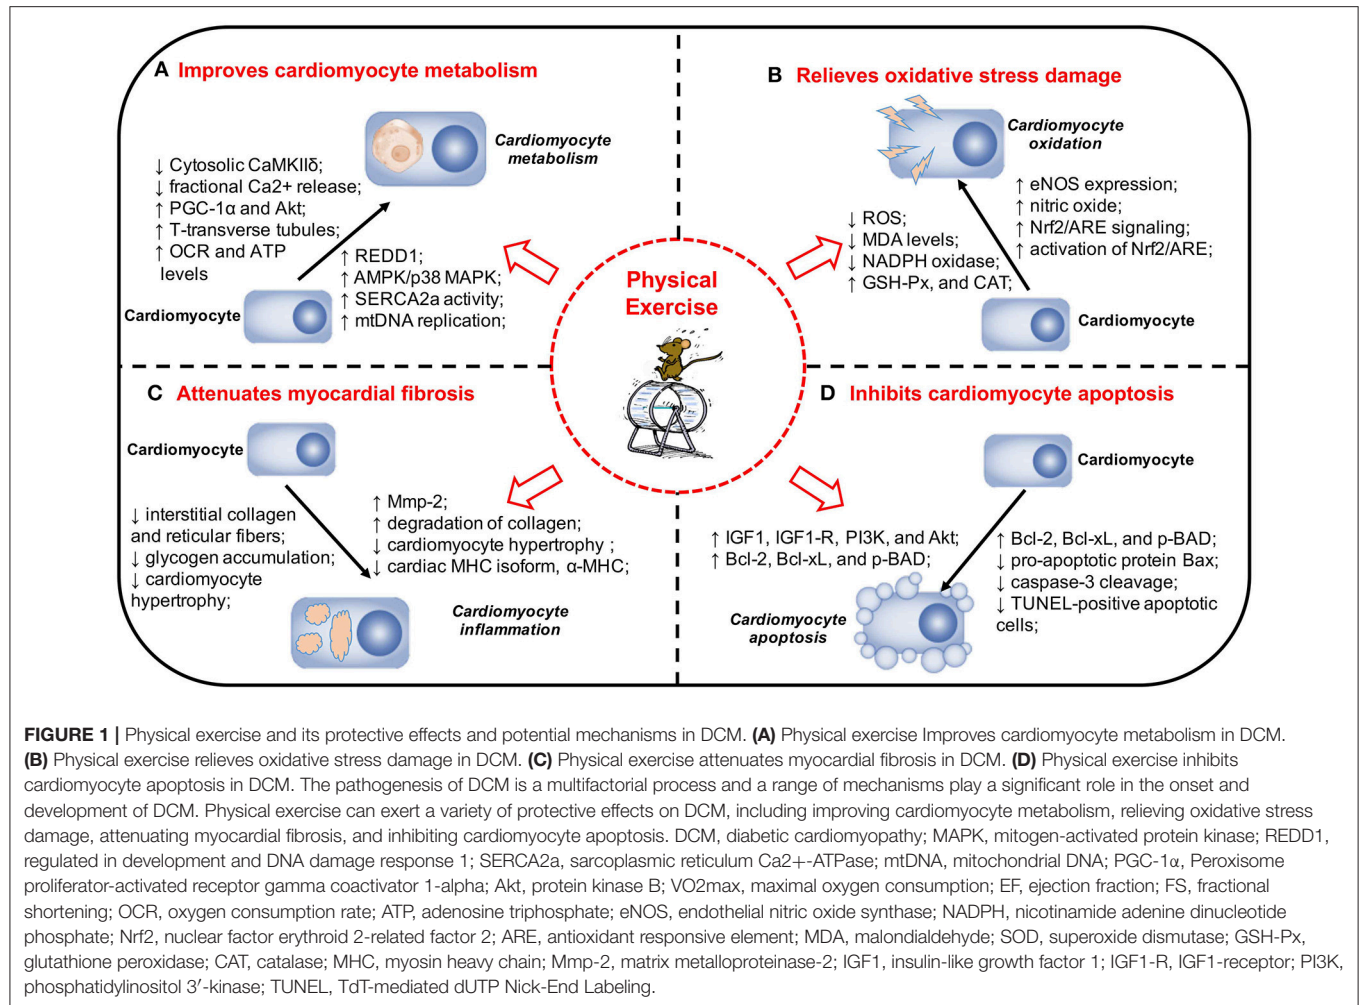 A Improves cardiomyocyte metabolism
Cardiomyocyte
metabolism
↓ Cytosolic CaMKIIδ;
↓ fractional Ca2+ release;
↑ PGC-1α and Akt;
↑ T-transverse tubules;
↑ OCR and ATP
levels
↑ REDD1;
↑ AMPK/p38 MAPK;
↑ SERCA2a activity;
↑ mtDNA replication;
Cardiomyocyte
B Relieves oxidative stress damage
Cardiomyocyte
oxidation
↑ eNOS expression;
↑ nitric oxide;
↑ Nrf2/ARE signaling;
↑ activation of Nrf2/ARE;
↓ ROS;
↓ MDA levels;
↓ NADPH oxidase;
↑ GSH-Px, and CAT;
Cardiomyocyte
Physical
Exercise
C Attenuates myocardial fibrosis
Cardiomyocyte
↓ interstitial collagen
and reticular fibers;
↓ glycogen accumulation;
↓ cardiomyocyte
hypertrophy;
↑ Mmp-2;
↑ degradation of collagen;
↓ cardiomyocyte hypertrophy ;
↓ cardiac MHC isoform, α-MHC;
Cardiomyocyte
inflammation
D Inhibits cardiomyocyte apoptosis
Cardiomyocyte
↑ IGF1, IGF1-R, PI3K, and Akt;
↑ Bcl-2, Bcl-xL, and p-BAD;
↑ Bcl-2, Bcl-xL, and p-BAD;
↓ pro-apoptotic protein Bax;
↓ caspase-3 cleavage;
↓ TUNEL-positive apoptotic
cells;
Cardiomyocyte
apoptosis
FIGURE 1 | Physical exercise and its protective effects and potential mechanisms in DCM. (A) Physical exercise Improves cardiomyocyte metabolism in DCM.
(B) Physical exercise relieves oxidative stress damage in DCM. (C) Physical exercise attenuates myocardial fibrosis in DCM. (D) Physical exercise inhibits
cardiomyocyte apoptosis in DCM. The pathogenesis of DCM is a multifactorial process and a range of mechanisms play a significant role in the onset and
development of DCM. Physical exercise can exert a variety of protective effects on DCM, including improving cardiomyocyte metabolism, relieving oxidative stress
damage, attenuating myocardial fibrosis, and inhibiting cardiomyocyte apoptosis. DCM, diabetic cardiomyopathy; MAPK, mitogen-activated protein kinase; REDD1,
regulated in development and DNA damage response 1; SERCA2a, sarcoplasmic reticulum Ca2+-ATPase; mtDNA, mitochondrial DNA; PGC-1α, Peroxisome
proliferator-activated receptor gamma coactivator 1-alpha; Akt, protein kinase B; VO2max, maximal oxygen consumption; EF, ejection fraction; FS, fractional
shortening; OCR, oxygen consumption rate; ATP, adenosine triphosphate; eNOS, endothelial nitric oxide synthase; NADPH, nicotinamide adenine dinucleotide
phosphate; Nrf2, nuclear factor erythroid 2-related factor 2; ARE, antioxidant responsive element; MDA, malondialdehyde; SOD, superoxide dismutase; GSH-Px,
glutathione peroxidase; CAT, catalase; MHC, myosin heavy chain; Mmp-2, matrix metalloproteinase-2; IGF1, insulin-like growth factor 1; IGF1-R, IGF1-receptor; PI3K,
phosphatidylinositol 3′-kinase; TUNEL, TdT-mediated dUTP Nick-End Labeling.